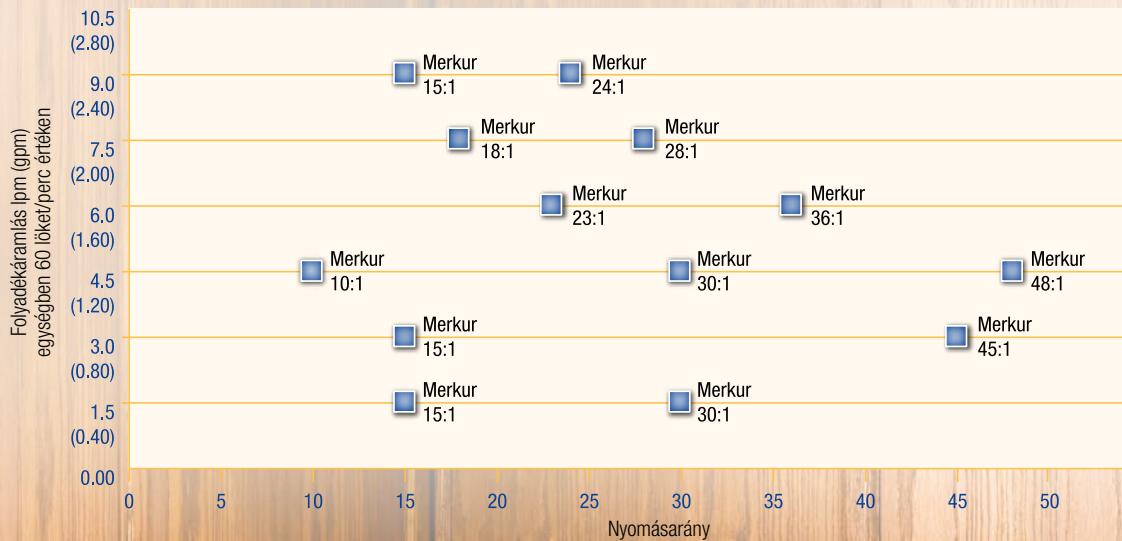 Folyadékáramlás lpm (gpm)
egységben 60 löket/perc értéken
10.5
(2.80)
9.0
(2.40)
7.5
(2.00)
6.0
(1.60)
4.5
(1.20)
3.0
(0.80)
1.5
(0.40)
0.00
Merkur
15:1
Merkur
24:1
Merkur
18:1
Merkur
28:1
Merkur
23:1
Merkur
36:1
Merkur
10:1
Merkur
30:1
Merkur
48:1
Merkur
15:1
Merkur
45:1
Merkur
15:1
Merkur
30:1
0 5 10 15 20 25 30 35 40 45 50
Nyomásarány